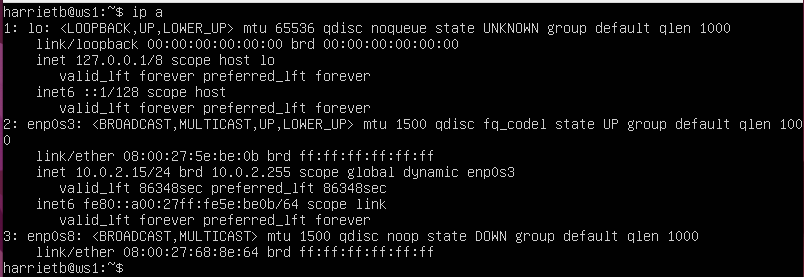 harrietb@ws1:~$ ip a
1: lo: <LOOPBACK,UP,LOWER_UP> mtu 65536 qdisc noqueue state UNKNOWN group default qlen 1000
    link/loopback 00:00:00:00:00:00 brd 00:00:00:00:00:00
    inet 127.0.0.1/8 scope host lo
       valid_lft forever preferred_lft forever
    inet6 ::1/128 scope host
       valid_lft forever preferred_lft forever
2: enp0s3: <BROADCAST,MULTICAST,UP,LOWER_UP> mtu 1500 qdisc fq_codel state UP group default qlen 100
0
    link/ether 08:00:27:5e:be:0b brd ff:ff:ff:ff:ff:ff
    inet 10.0.2.15/24 brd 10.0.2.255 scope global dynamic enp0s3
       valid_lft 86348sec preferred_lft 86348sec
    inet6 fe80::a00:27ff:fe5e:be0b/64 scope link
       valid_lft forever preferred_lft forever
3: enp0s8: <BROADCAST,MULTICAST> mtu 1500 qdisc noop state DOWN group default qlen 1000
    link/ether 08:00:27:68:8e:64 brd ff:ff:ff:ff:ff:ff
harrietb@ws1:~$